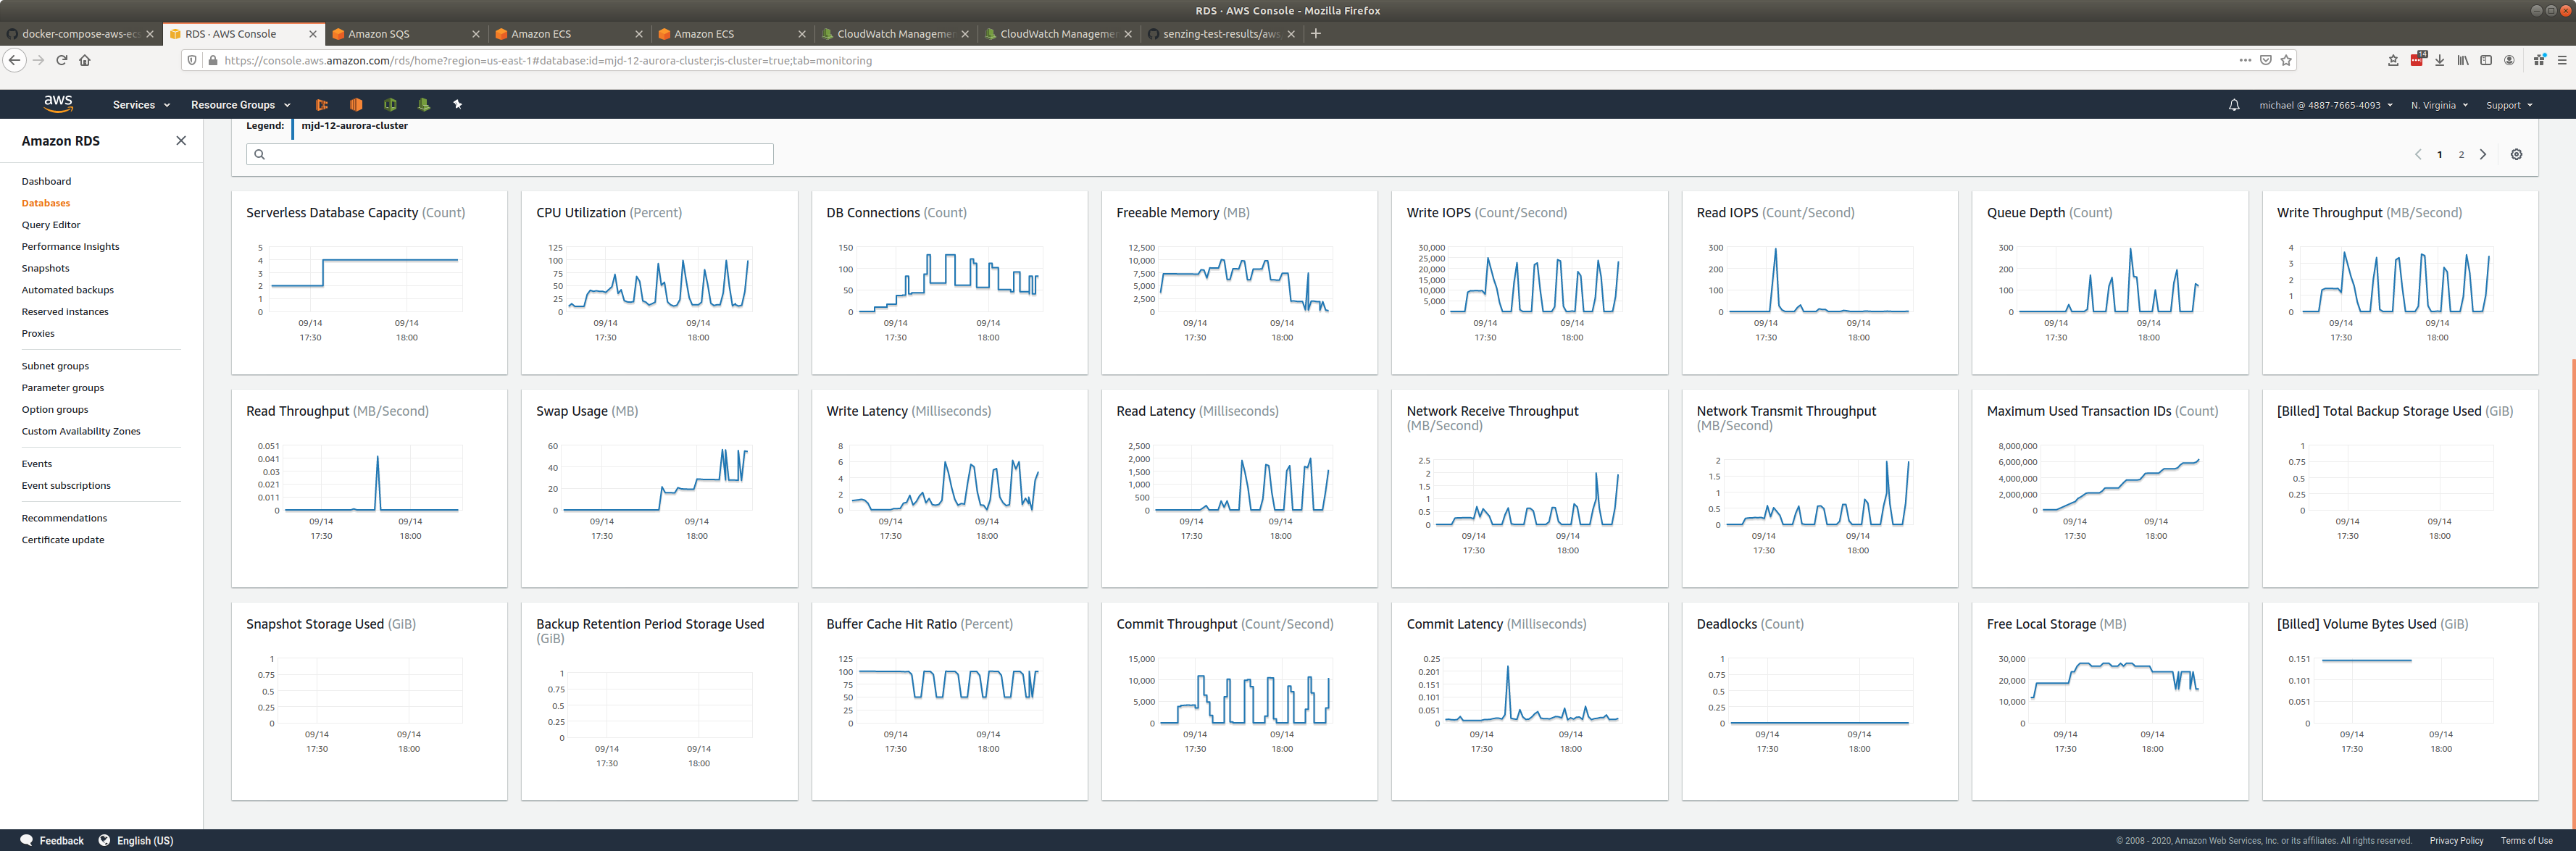 RDS · AWS Console - Mozilla Firefox
docker-compose-aws-ecs
RDS · AWS Console
Amazon SQS
Amazon ECS
Amazon ECS
CloudWatch Managemen
CloudWatch Managemen
senzing-test-results/aws
https://console.aws.amazon.com/rds/home?region=us-east-1#database:id=mjd-12-aurora-cluster;is-cluster=true;tab=monitoring
14
aws
Services
Resource Groups
michael @ 4887-7665-4093
N. Virginia
Support
Amazon RDS
Dashboard
Databases
Query Editor
Performance Insights
Snapshots
Automated backups
Reserved instances
Proxies
Subnet groups
Parameter groups
Option groups
Custom Availability Zones
Events
Event subscriptions
Recommendations
Certificate update
Legend: mjd-12-aurora-cluster
1 2
Serverless Database Capacity (Count)
5
4
3
2
1
0
09/14 09/14
17:30 18:00
CPU Utilization (Percent)
125
100
75
50
25
0
09/14 09/14
17:30 18:00
DB Connections (Count)
150
100
50
0
09/14 09/14
17:30 18:00
Freeable Memory (MB)
12,500
10,000
7,500
5,000
2,500
0
09/14 09/14
17:30 18:00
Write IOPS (Count/Second)
30,000
25,000
20,000
15,000
10,000
5,000
0
09/14 09/14
17:30 18:00
Read IOPS (Count/Second)
300
200
100
0
09/14 09/14
17:30 18:00
Queue Depth (Count)
300
200
100
0
09/14 09/14
17:30 18:00
Write Throughput (MB/Second)
4
3
2
1
0
09/14 09/14
17:30 18:00
Read Throughput (MB/Second)
0.051
0.041
0.03
0.021
0.011
0
09/14 09/14
17:30 18:00
Swap Usage (MB)
60
40
20
0
09/14 09/14
17:30 18:00
Write Latency (Milliseconds)
8
6
4
2
0
09/14 09/14
17:30 18:00
Read Latency (Milliseconds)
2,500
2,000
1,500
1,000
500
0
09/14 09/14
17:30 18:00
Network Receive Throughput
(MB/Second)
2.5
2
1.5
1
0.5
0
09/14 09/14
17:30 18:00
Network Transmit Throughput
(MB/Second)
2
1.5
1
0.5
0
09/14 09/14
17:30 18:00
Maximum Used Transaction IDs (Count)
8,000,000
6,000,000
4,000,000
2,000,000
0
09/14 09/14
17:30 18:00
[Billed] Total Backup Storage Used (GiB)
1
0.75
0.5
0.25
0
09/14 09/14
17:30 18:00
Snapshot Storage Used (GiB)
1
0.75
0.5
0.25
0
09/14 09/14
17:30 18:00
Backup Retention Period Storage Used
(GiB)
1
0.75
0.5
0.25
0
09/14 09/14
17:30 18:00
Buffer Cache Hit Ratio (Percent)
125
100
75
50
25
0
09/14 09/14
17:30 18:00
Commit Throughput (Count/Second)
15,000
10,000
5,000
0
09/14 09/14
17:30 18:00
Commit Latency (Milliseconds)
0.25
0.201
0.151
0.101
0.051
0
09/14 09/14
17:30 18:00
Deadlocks (Count)
1
0.75
0.5
0.25
0
09/14 09/14
17:30 18:00
Free Local Storage (MB)
30,000
20,000
10,000
0
09/14 09/14
17:30 18:00
[Billed] Volume Bytes Used (GiB)
0.151
0.101
0.051
0
09/14 09/14
17:30 18:00
Feedback
English (US)
© 2008 - 2020, Amazon Web Services, Inc. or its affiliates. All rights reserved.
Privacy Policy
Terms of Use